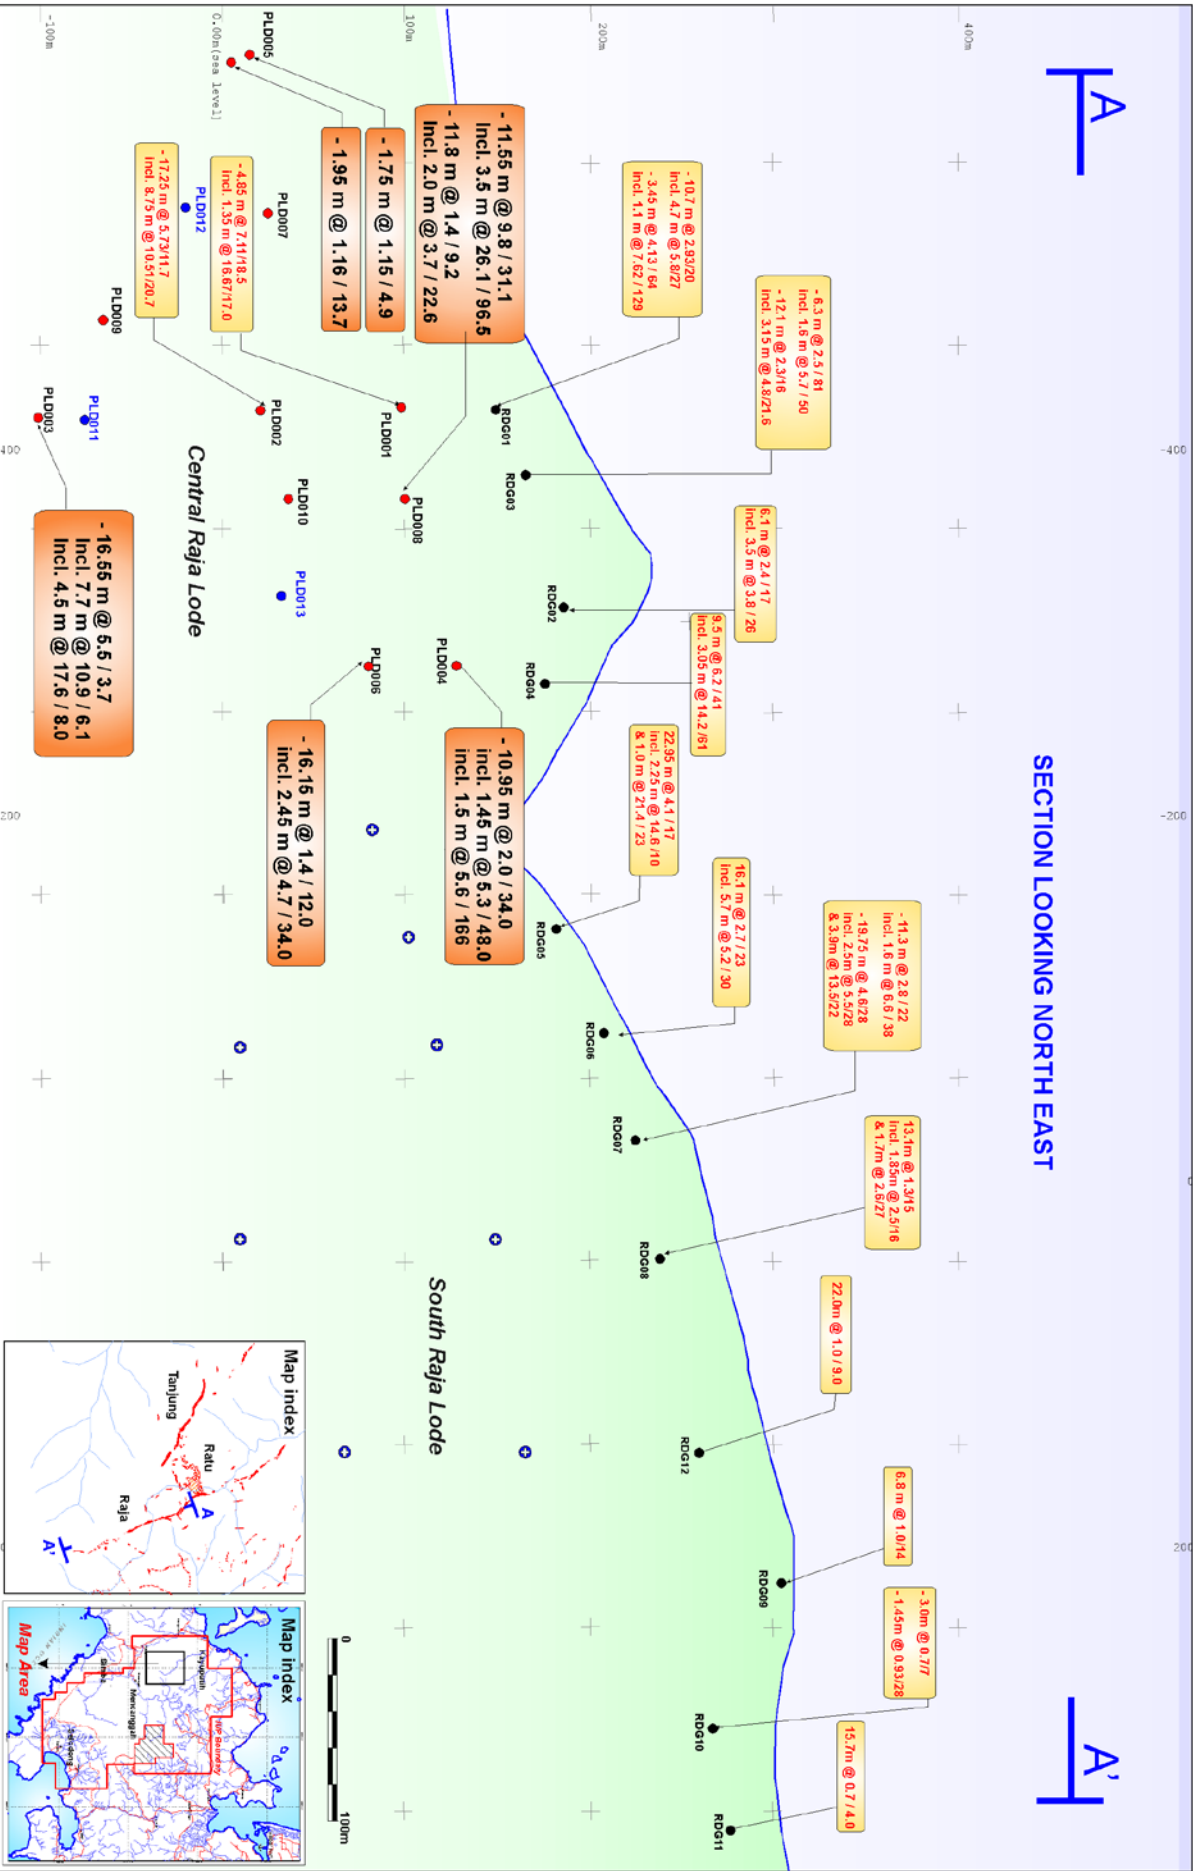 A
SECTION LOOKING NORTH EAST
A'
400m
200m
100m
0.00m(sea level)
-100m
-400
-200
0
200
400
200
- 10.7 m @ 2.93/20
incl. 4.7 m @ 5.8/27
- 3.45 m @ 4.13 / 64
incl. 1.1 m @ 7.62 / 129
- 6.3 m @ 2.5 / 81
incl. 1.6 m @ 5.7 / 50
- 12.1 m @ 2.3/16
incl. 3.15 m @ 4.8/21.6
6.1 m @ 2.4 / 17
incl. 3.5 m @ 3.8 / 26
9.5 m @ 6.2 / 41
incl. 3.05 m @ 14.2 /61
22.95 m @ 4.1 / 17
incl. 2.25 m @ 14.6 /10
& 1.0 m @ 21.4 / 23
16.1 m @ 2.7 / 23
incl. 5.7 m @ 5.2 / 30
- 11.3 m @ 2.8 / 22
incl. 1.6 m @ 6.6 / 38
- 19.75 m @ 4.6/28
incl. 2.5m @ 5.5/28
& 3.9m @ 13.5/22
13.1m @ 1.3/15
incl. 1.85m @ 2.5/16
& 1.7m @ 2.6/27
22.0m @ 1.0 / 9.0
6.8 m @ 1.0/14
- 3.0m @ 0.7/7
- 1.45m @ 0.93/28
15.7m @ 0.7 / 4.0
RDG01
RDG03
RDG02
RDG04
RDG05
RDG06
RDG07
RDG08
RDG12
RDG09
RDG10
RDG11
- 11.55 m @ 9.8 / 31.1
Incl. 3.5 m @ 26.1 / 96.5
- 11.8 m @ 1.4 / 9.2
Incl. 2.0 m @ 3.7 / 22.6
- 1.75 m @ 1.15 / 4.9
- 1.95 m @ 1.16 / 13.7
- 4.85 m @ 7.11/18.5
incl. 1.35 m @ 16.67/17.0
- 17.25 m @ 5.73/11.7
incl. 8.75 m @ 10.51/20.7
- 10.95 m @ 2.0 / 34.0
incl. 1.45 m @ 5.3 / 48.0
incl. 1.5 m @ 5.6 / 166
- 16.15 m @ 1.4 / 12.0
incl. 2.45 m @ 4.7 / 34.0
- 16.55 m @ 5.5 / 3.7
Incl. 7.7 m @ 10.9 / 6.1
Incl. 4.5 m @ 17.6 / 8.0
PLD005
PLD007
PLD012
PLD009
PLD001
PLD002
PLD011
PLD003
PLD008
PLD010
PLD013
PLD004
PLD006
Central Raja Lode
South Raja Lode
0
100m
Map index
Tanjung
Ratu
Raja
A
A'
Map index
Kayuputih
IUP Boundary
Mencanggah
Map Area